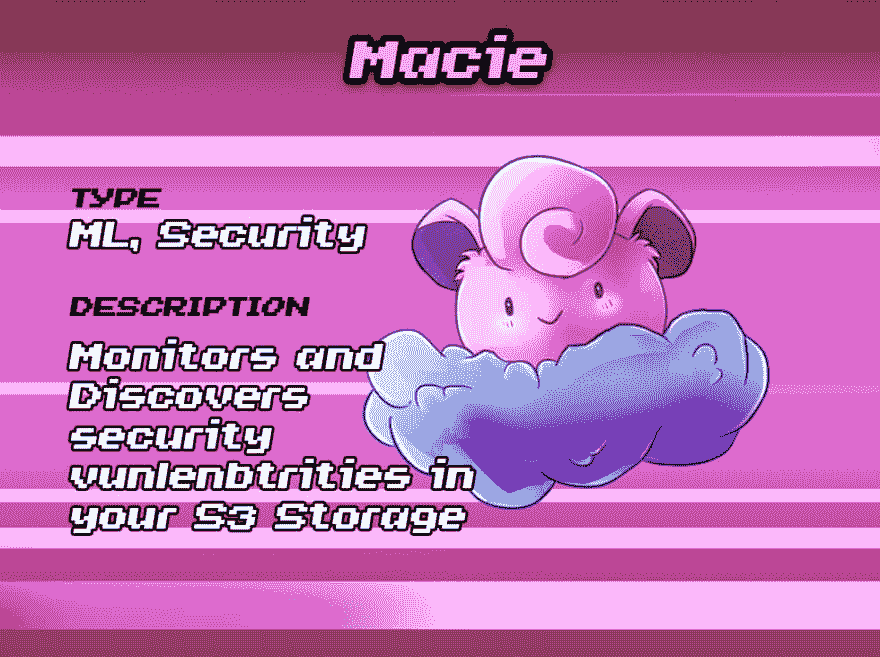 Macie
TYPE
ML, Security
DESCRIPTION
Monitors and
Discovers
security
vunlenbtrities in
your S3 Storage